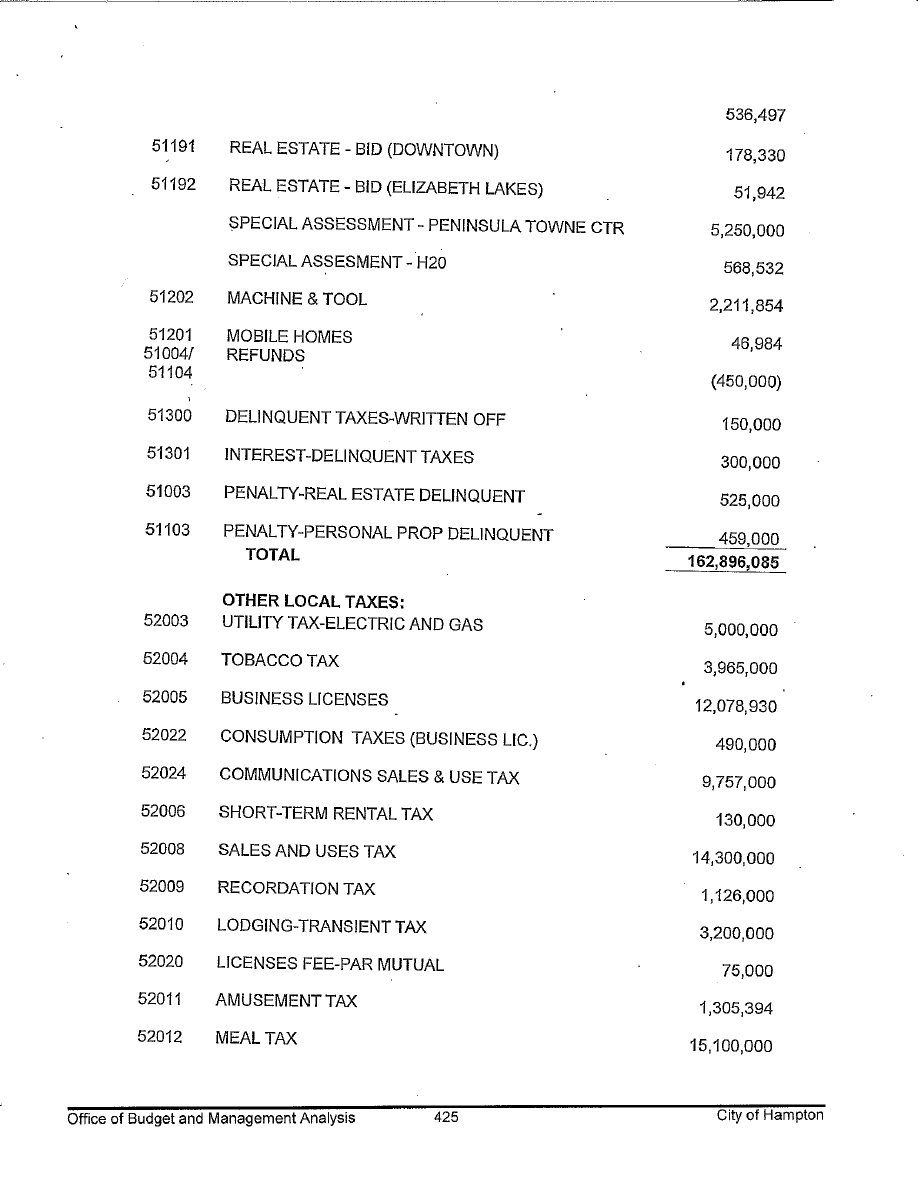 536,497
51191 REAL ESTATE - BID (DOWNTOWN) 178,330
51192 REAL ESTATE - BID (ELIZABETH LAKES) 51,942
SPECIAL ASSESSMENT - PENINSULA TOWNE CTR 5,250,000
SPECIAL ASSESMENT - H20 568,532
51202 MACHINE & TOOL 2,211,854
51201 MOBILE HOMES 46,984
51004/ REFUNDS
51104 (450,000)
51300 DELINQUENT TAXES-WRITTEN OFF 150,000
51301 INTEREST-DELINQUENT TAXES 300,000
51003 PENALTY-REAL ESTATE DELINQUENT 525,000
51103 PENALTY-PERSONAL PROP DELINQUENT 459,000
TOTAL 162,896,085
OTHER LOCAL TAXES:
52003 UTILITY TAX-ELECTRIC AND GAS 5,000,000
52004 TOBACCO TAX 3,965,000
52005 BUSINESS LICENSES 12,078,930
52022 CONSUMPTION TAXES (BUSINESS LIC.) 490,000
52024 COMMUNICATIONS SALES & USE TAX 9,757,000
52006 SHORT-TERM RENTAL TAX 130,000
52008 SALES AND USES TAX 14,300,000
52009 RECORDATION TAX 1,126,000
52010 LODGING-TRANSIENT TAX 3,200,000
52020 LICENSES FEE-PAR MUTUAL 75,000
52011 AMUSEMENT TAX 1,305,394
52012 MEAL TAX 15,100,000
Office of Budget and Management Analysis 425 City of Hampton